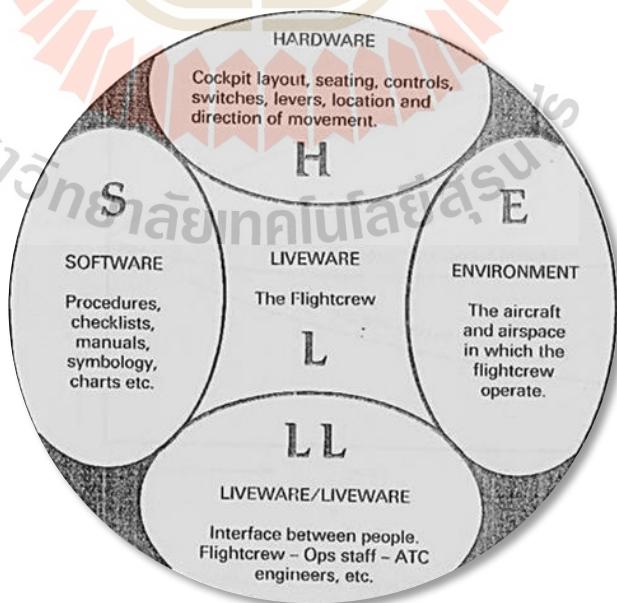 HARDWARE
Cockpit layout, seating, controls,
switches, levers, location and
direction of movement.
H
S
SOFTWARE
Procedures,
checklists,
manuals,
symbology,
charts etc.
LIVEWARE
The Flightcrew
L
E
ENVIRONMENT
The aircraft
and airspace
in which the
flightcrew
operate.
LL
LIVEWARE/LIVEWARE
Interface between people.
Flightcrew – Ops staff – ATC
engineers, etc.